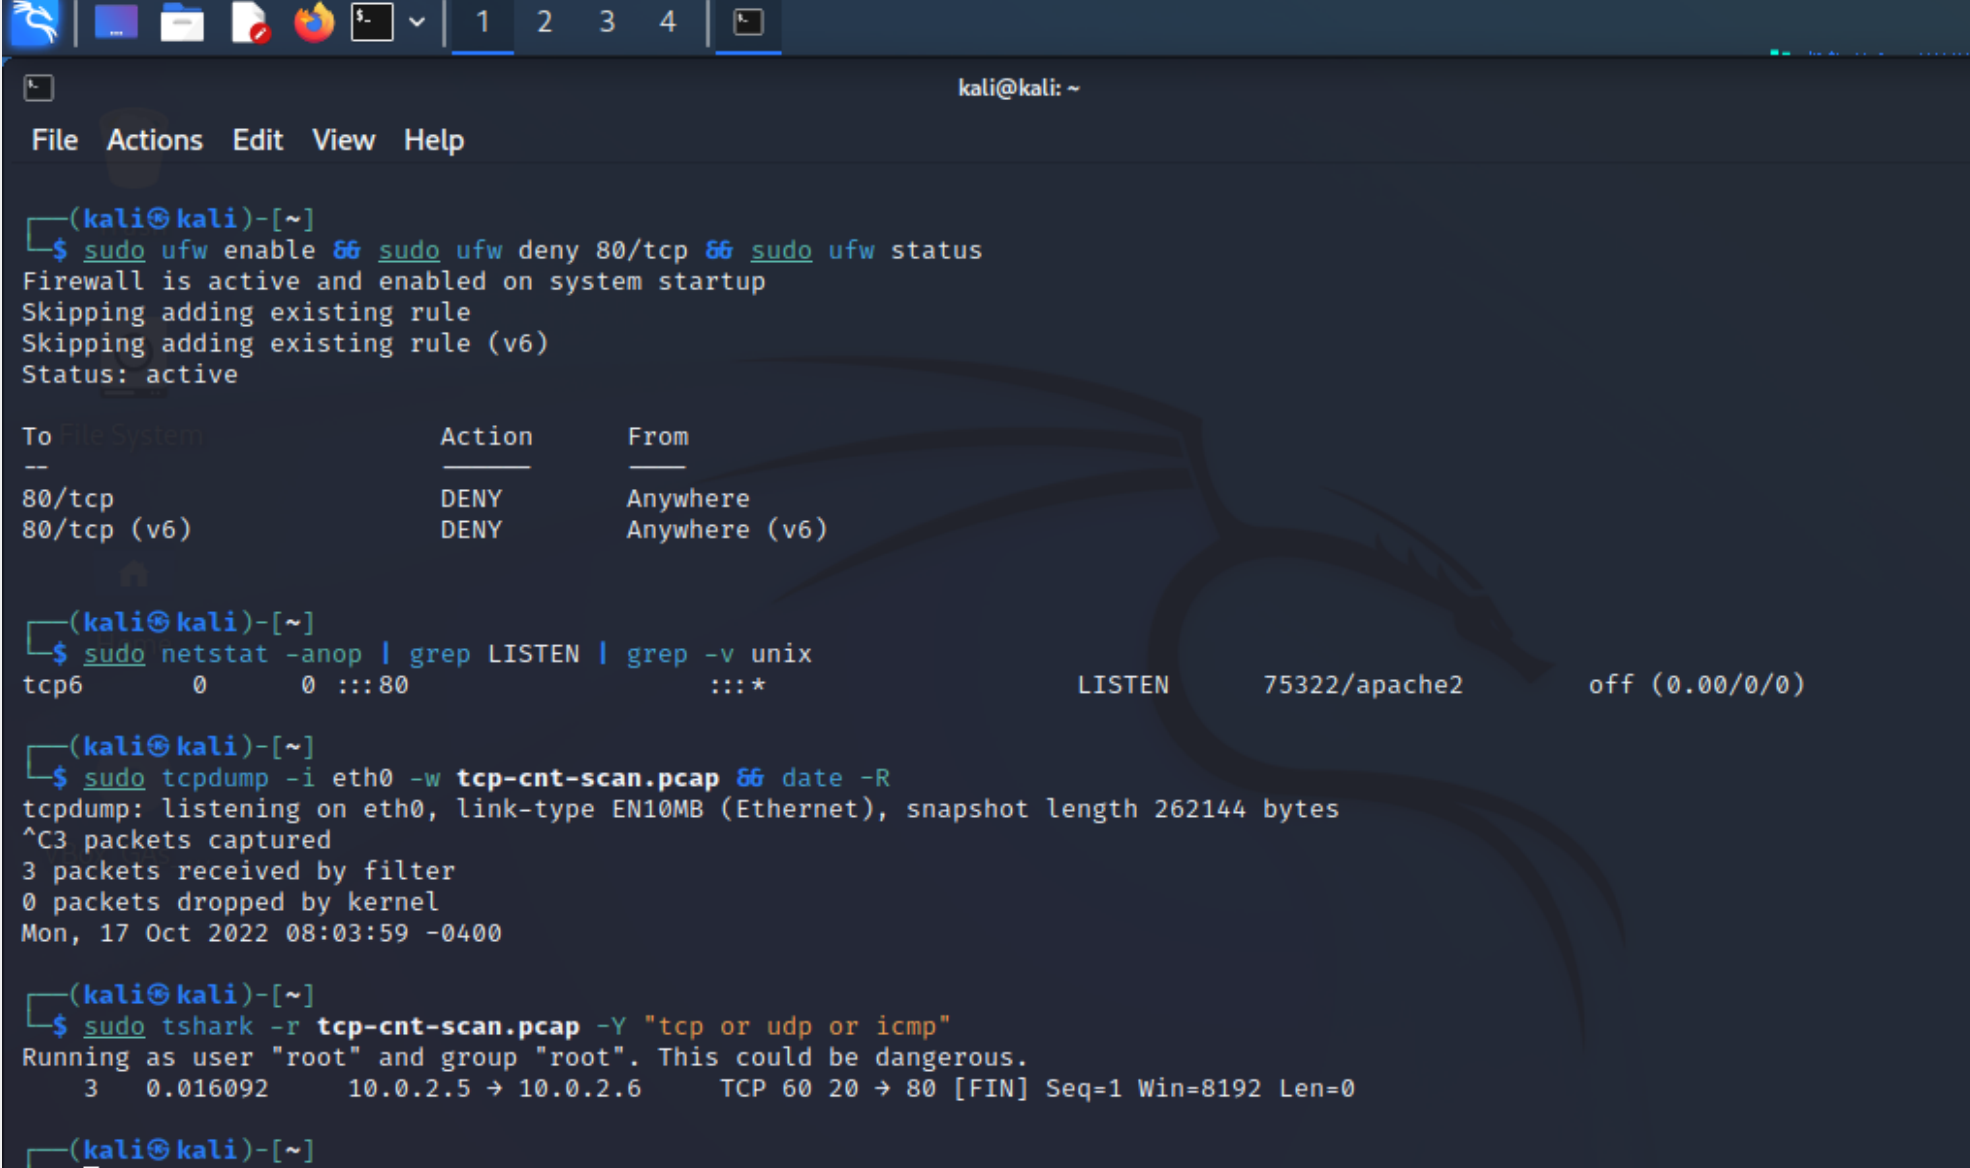 1 2 3 4
kali@kali: ~
File Actions Edit View Help
┌──(kali㉿kali)-[~]
└─$ sudo ufw enable && sudo ufw deny 80/tcp && sudo ufw status
Firewall is active and enabled on system startup
Skipping adding existing rule
Skipping adding existing rule (v6)
Status: active
To Action From
-- ------ ----
80/tcp DENY Anywhere
80/tcp (v6) DENY Anywhere (v6)
┌──(kali㉿kali)-[~]
└─$ sudo netstat -anop | grep LISTEN | grep -v unix
tcp6 0 0 :::80 :::* LISTEN 75322/apache2 off (0.00/0/0)
┌──(kali㉿kali)-[~]
└─$ sudo tcpdump -i eth0 -w tcp-cnt-scan.pcap && date -R
tcpdump: listening on eth0, link-type EN10MB (Ethernet), snapshot length 262144 bytes
^C3 packets captured
3 packets received by filter
0 packets dropped by kernel
Mon, 17 Oct 2022 08:03:59 -0400
┌──(kali㉿kali)-[~]
└─$ sudo tshark -r tcp-cnt-scan.pcap -Y "tcp or udp or icmp"
Running as user "root" and group "root". This could be dangerous.
3 0.016092 10.0.2.5 → 10.0.2.6 TCP 60 20 → 80 [FIN] Seq=1 Win=8192 Len=0
┌──(kali㉿kali)-[~]
File System
Home